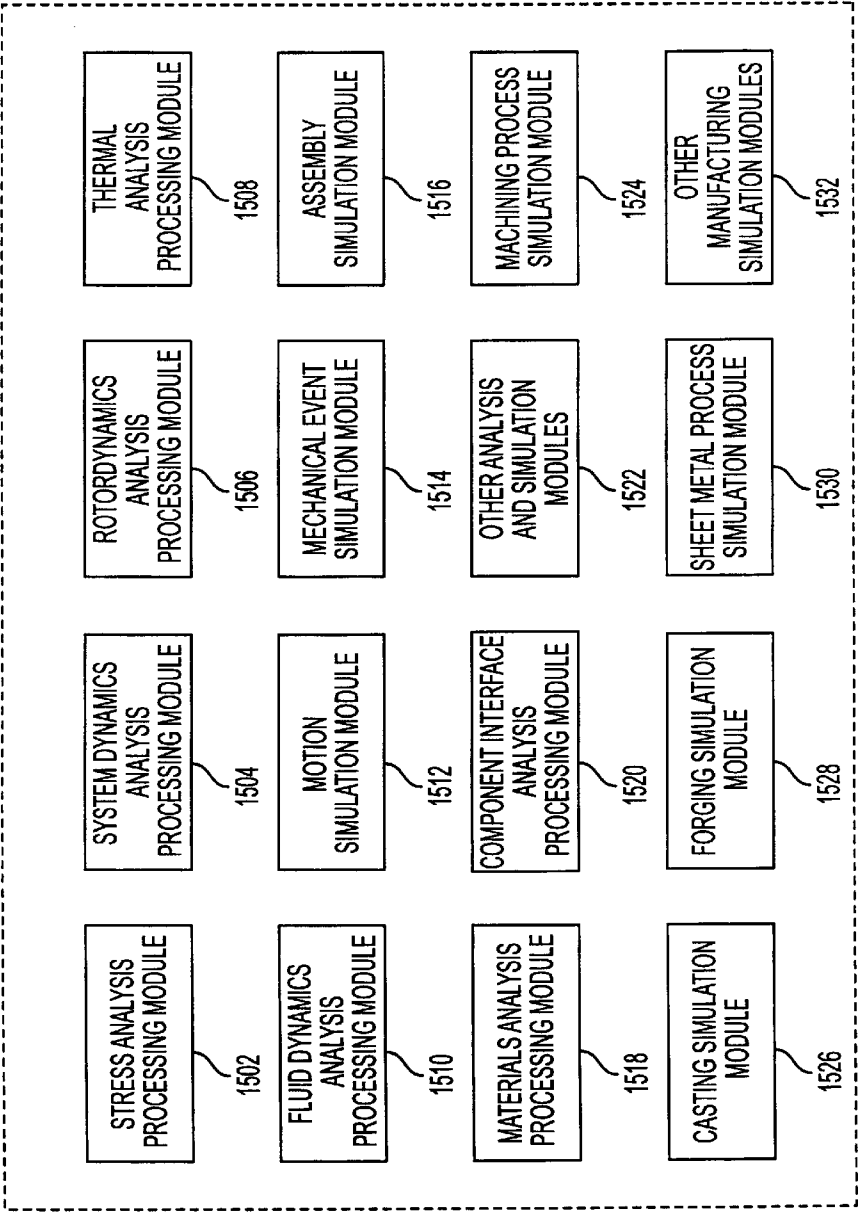 STRESS ANALYSIS
PROCESSING MODULE
1502
SYSTEM DYNAMICS
ANALYSIS
PROCESSING MODULE
1504
ROTORDYNAMICS
ANALYSIS
PROCESSING MODULE
1506
THERMAL
ANALYSIS
PROCESSING MODULE
1508
FLUID DYNAMICS
ANALYSIS
PROCESSING MODULE
1510
MOTION
SIMULATION MODULE
1512
MECHANICAL EVENT
SIMULATION MODULE
1514
ASSEMBLY
SIMULATION MODULE
1516
MATERIALS ANALYSIS
PROCESSING MODULE
1518
COMPONENT INTERFACE
ANALYSIS
PROCESSING MODULE
1520
OTHER ANALYSIS
AND SIMULATION
MODULES
1522
MACHINING PROCESS
SIMULATION MODULE
1524
CASTING SIMULATION
MODULE
1526
FORGING SIMULATION
MODULE
1528
SHEET METAL PROCESS
SIMULATION MODULE
1530
OTHER
MANUFACTURING
SIMULATION MODULES
1532